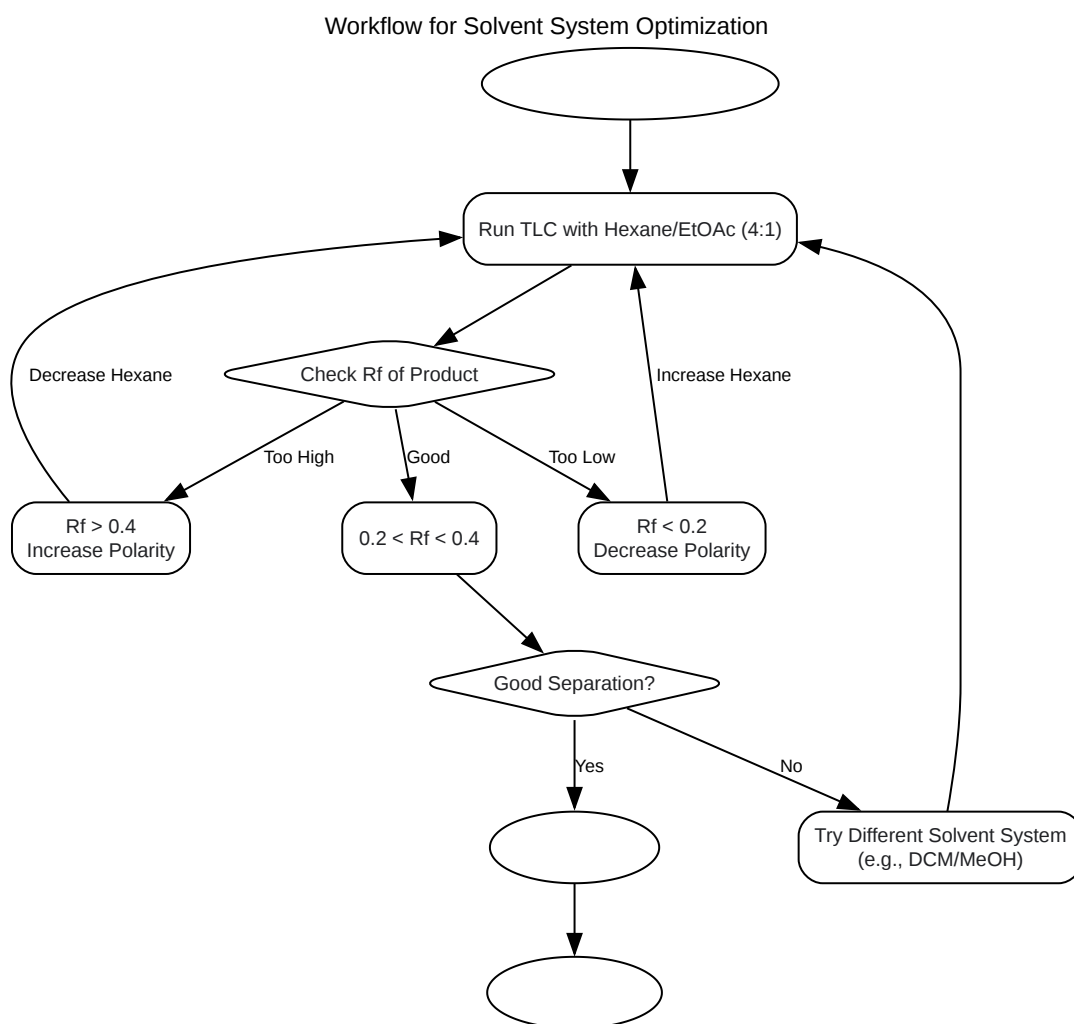 Workflow for Solvent System Optimization
Run TLC with Hexane/EtOAc (4:1)
Decrease Hexane
Check Rf of Product
Increase Hexane
Too High
Good
Too Low
Rf > 0.4
Increase Polarity
0.2 < Rf < 0.4
Rf < 0.2
Decrease Polarity
Good Separation?
Yes
No
Try Different Solvent System
(e.g., DCM/MeOH)